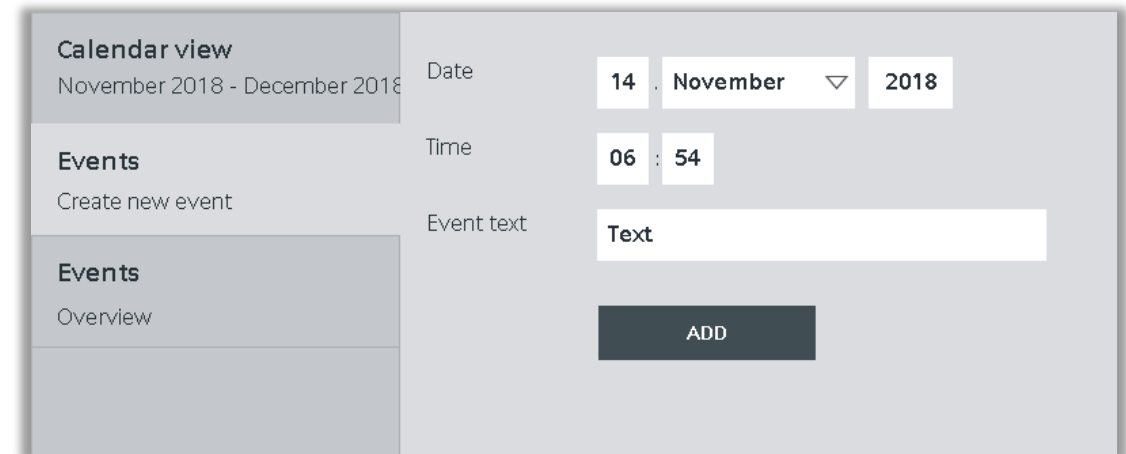 Calendar view
November 2018 - December 2018
Events
Create new event
Events
Overview
Date
14 . November 2018
Time
06 : 54
Event text
Text
ADD